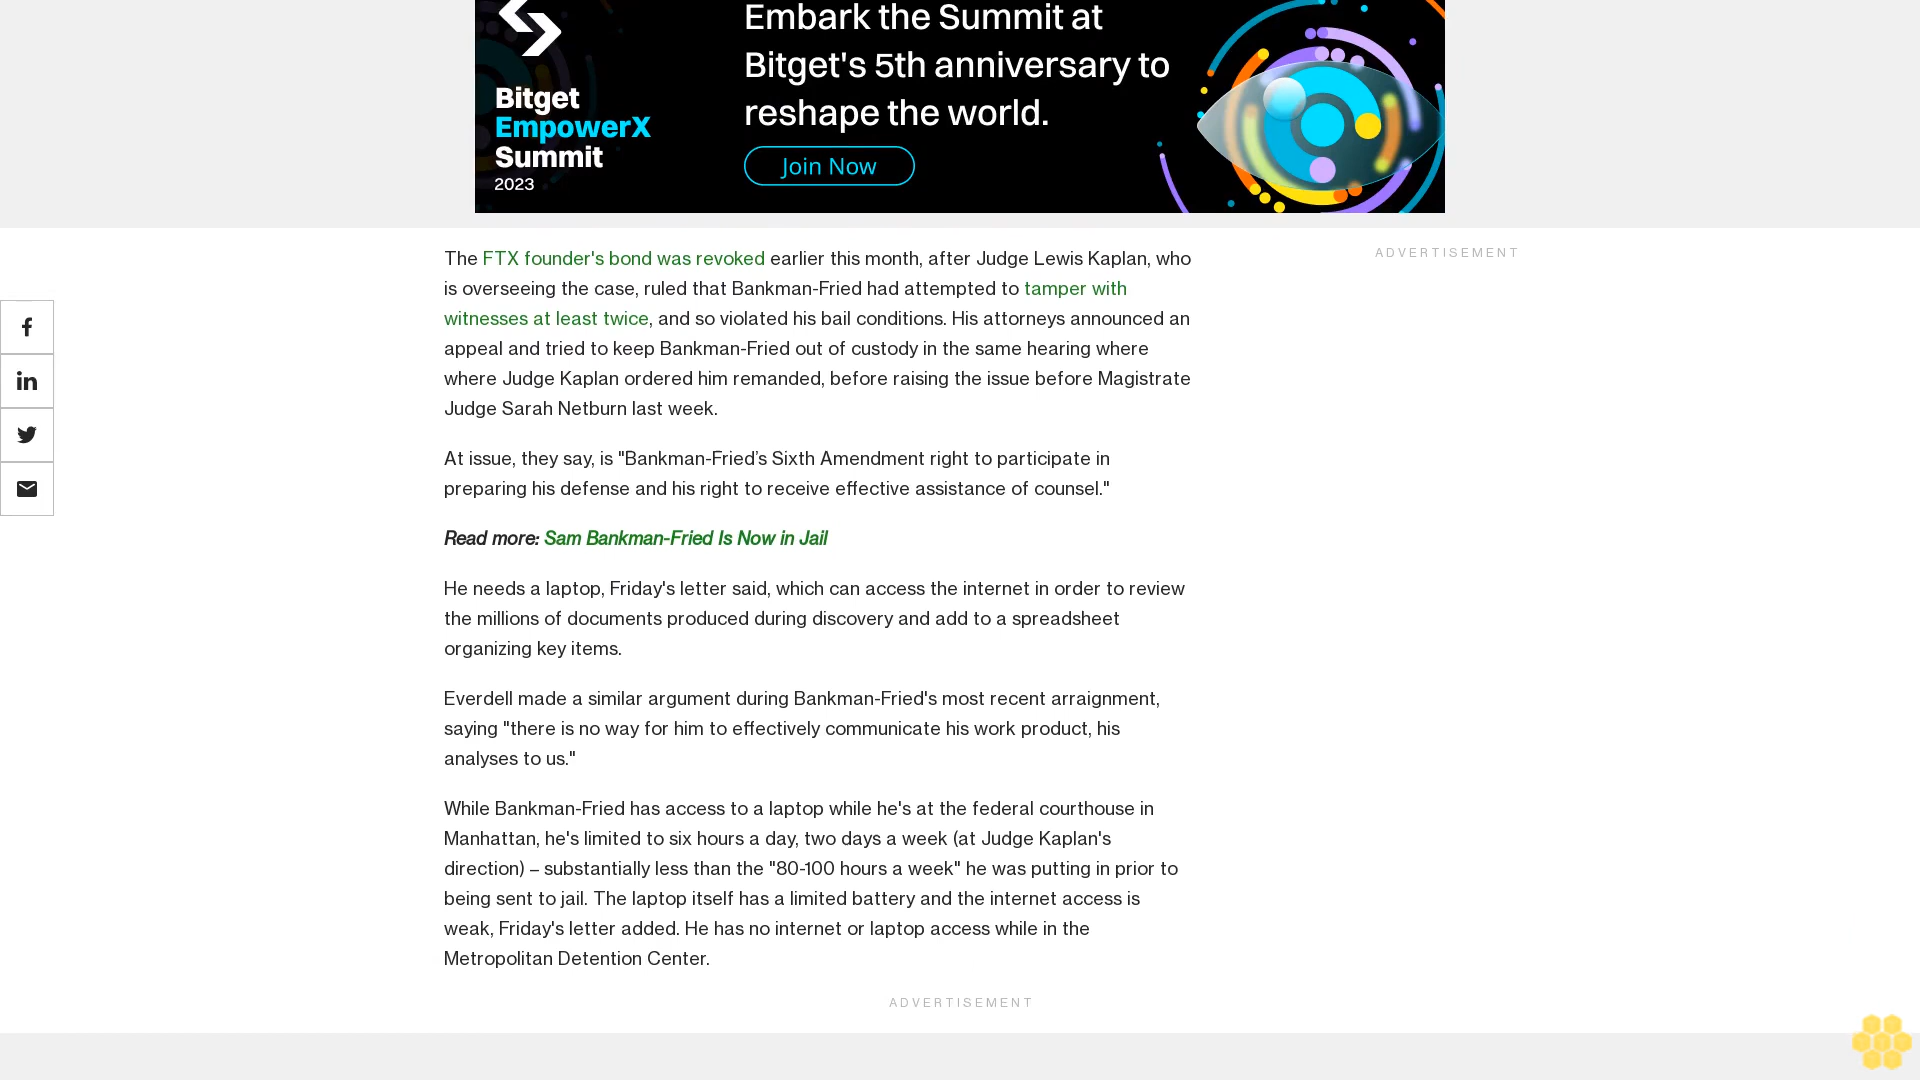 Embark the Summit at
Bitget's 5th anniversary to
reshape the world.
Join Now
Bitget
EmpowerX
Summit
2023
ADVERTISEMENT
The FTX founder's bond was revoked earlier this month, after Judge Lewis Kaplan, who
is overseeing the case, ruled that Bankman-Fried had attempted to tamper with
witnesses at least twice, and so violated his bail conditions. His attorneys announced an
appeal and tried to keep Bankman-Fried out of custody in the same hearing where
where Judge Kaplan ordered him remanded, before raising the issue before Magistrate
Judge Sarah Netburn last week.
At issue, they say, is "Bankman-Fried’s Sixth Amendment right to participate in
preparing his defense and his right to receive effective assistance of counsel."
Read more: Sam Bankman-Fried Is Now in Jail
He needs a laptop, Friday's letter said, which can access the internet in order to review
the millions of documents produced during discovery and add to a spreadsheet
organizing key items.
Everdell made a similar argument during Bankman-Fried's most recent arraignment,
saying "there is no way for him to effectively communicate his work product, his
analyses to us."
While Bankman-Fried has access to a laptop while he's at the federal courthouse in
Manhattan, he's limited to six hours a day, two days a week (at Judge Kaplan's
direction) – substantially less than the "80-100 hours a week" he was putting in prior to
being sent to jail. The laptop itself has a limited battery and the internet access is
weak, Friday's letter added. He has no internet or laptop access while in the
Metropolitan Detention Center.
ADVERTISEMENT